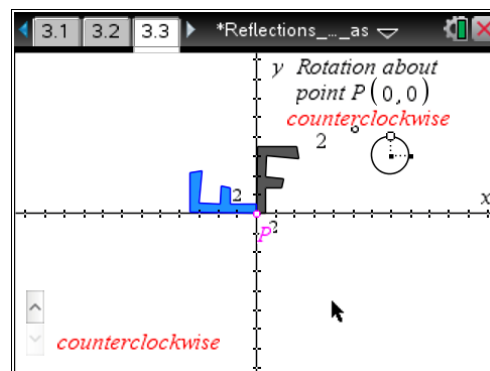 3.1 3.2 3.3 *Reflections_..._as
y Rotation about
point P(0,0)
counterclockwise
2
2
x
P 2
counterclockwise